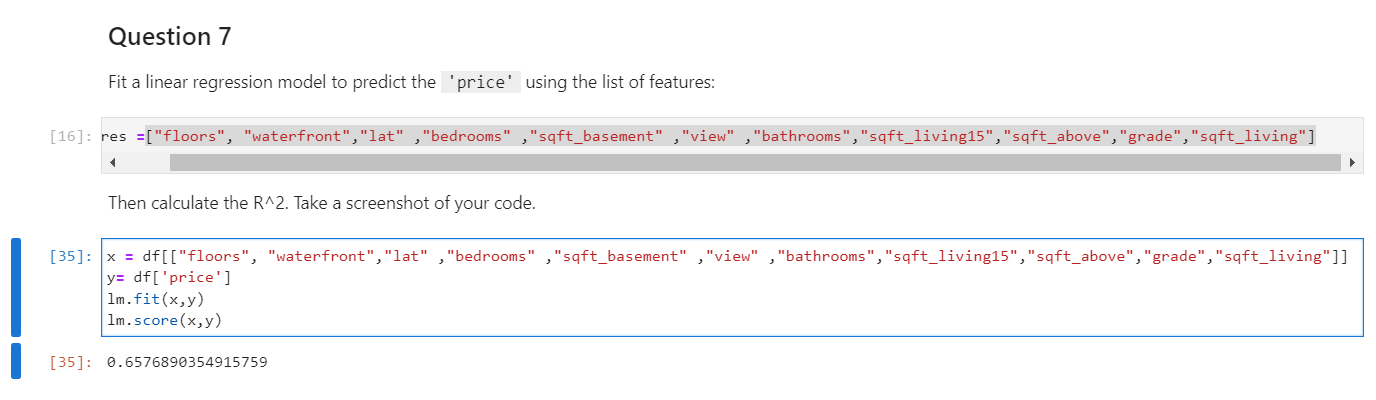 Question 7
Fit a linear regression model to predict the 'price' using the list of features:
[16]: res =["floors", "waterfront","lat" ,"bedrooms" ,"sqft_basement" ,"view" ,"bathrooms","sqft_living15","sqft_above","grade","sqft_living"]
Then calculate the R^2. Take a screenshot of your code.
[35]: x = df[["floors", "waterfront","lat" ,"bedrooms" ,"sqft_basement" ,"view" ,"bathrooms","sqft_living15","sqft_above","grade","sqft_living"]]
y= df['price']
lm.fit(x,y)
lm.score(x,y)
[35]: 0.6576890354915759